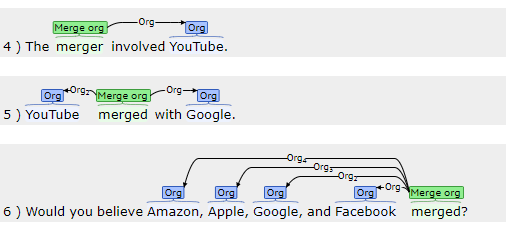 Merge org Org Org
4 ) The merger involved YouTube.
Org Org2 Merge org Org Org
5 ) YouTube merged with Google.
Org4
Org3
Org2
Org Org Org Org Org Merge org
6 ) Would you believe Amazon, Apple, Google, and Facebook merged?